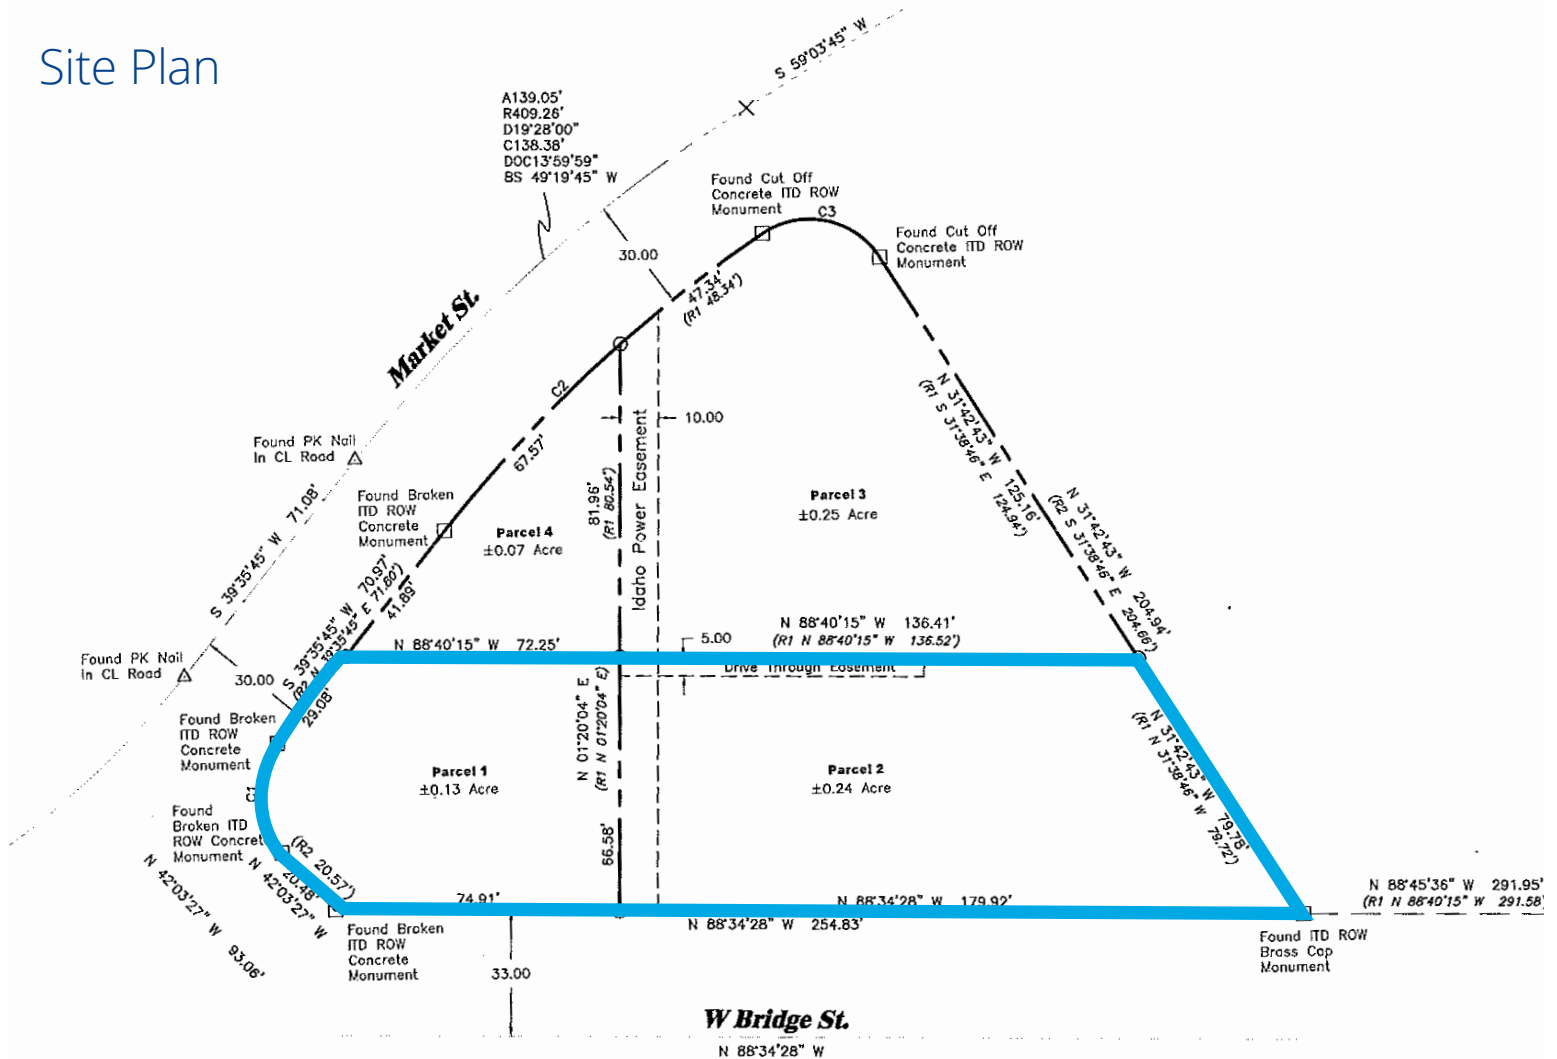 Site Plan
S 59°03'45" W
A139.05'
R409.26'
D19°28'00"
C138.38'
DOC13°59'59"
BS 49°19'45" W
Found Cut Off
Concrete ITD ROW
Monument
C3
Found Cut Off
Concrete ITD ROW
Monument
30.00
47.34'
(R1 48.34')
Market St.
C2
67.57'
10.00
Found PK Nail
In CL Road
S 39°35'45" W 71.08'
Found Broken
ITD ROW
Concrete
Monument
Parcel 4
±0.07 Acre
81.96'
(R1 80.54')
Idaho Power Easement
Parcel 3
±0.25 Acre
N 31°42'43" W 125.16'
(R1 S 31°38'46" E 124.94')
N 31°42'43" W 204.94'
(R2 S 31°38'46" E 204.66')
S 39°35'45" W 70.97'
(R2 N 39°35'45" E 71.60')
41.89'
N 88°40'15" W 72.25'
5.00
N 88°40'15" W 136.41'
(R1 N 88°40'15" W 136.52')
Drive Through Easement
Found PK Nail
In CL Road
30.00
29.08'
Found Broken
ITD ROW
Concrete
Monument
C1
N 01°20'04" E
(R1 N 01°20'04" E)
66.58'
Parcel 1
±0.13 Acre
Parcel 2
±0.24 Acre
N 31°42'43" W 79.78'
(R1 N 31°38'46" W 79.72')
Found
Broken ITD
ROW Concrete
Monument
(R2 20.57')
20.48'
N 42°03'27" W
N 42°03'27" W 93.06'
74.91'
N 88°34'28" W 179.92'
N 88°34'28" W 254.83'
N 88°45'36" W 291.95'
(R1 N 88°40'15" W 291.58'
Found Broken
ITD ROW
Concrete
Monument
33.00
Found ITD ROW
Brass Cap
Monument
W Bridge St.
N 88°34'28" W